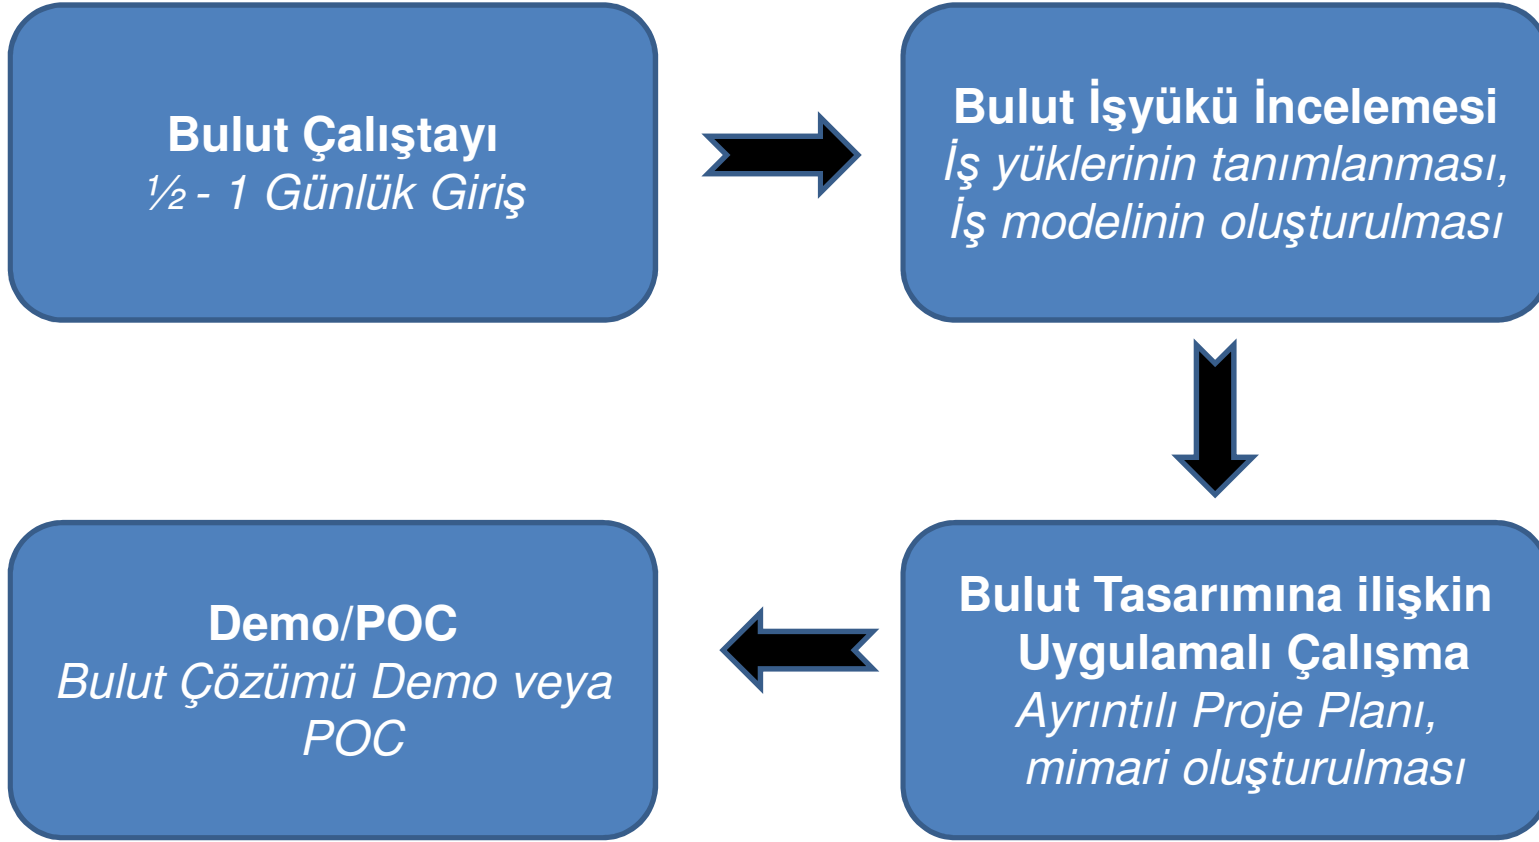 Bulut Çalıştayı
½ - 1 Günlük Giriş
Bulut İşyükü İncelemesi
İş yüklerinin tanımlanması,
İş modelinin oluşturulması
Bulut Tasarımına ilişkin
Uygulamalı Çalışma
Ayrıntılı Proje Planı,
mimari oluşturulması
Demo/POC
Bulut Çözümü Demo veya
POC